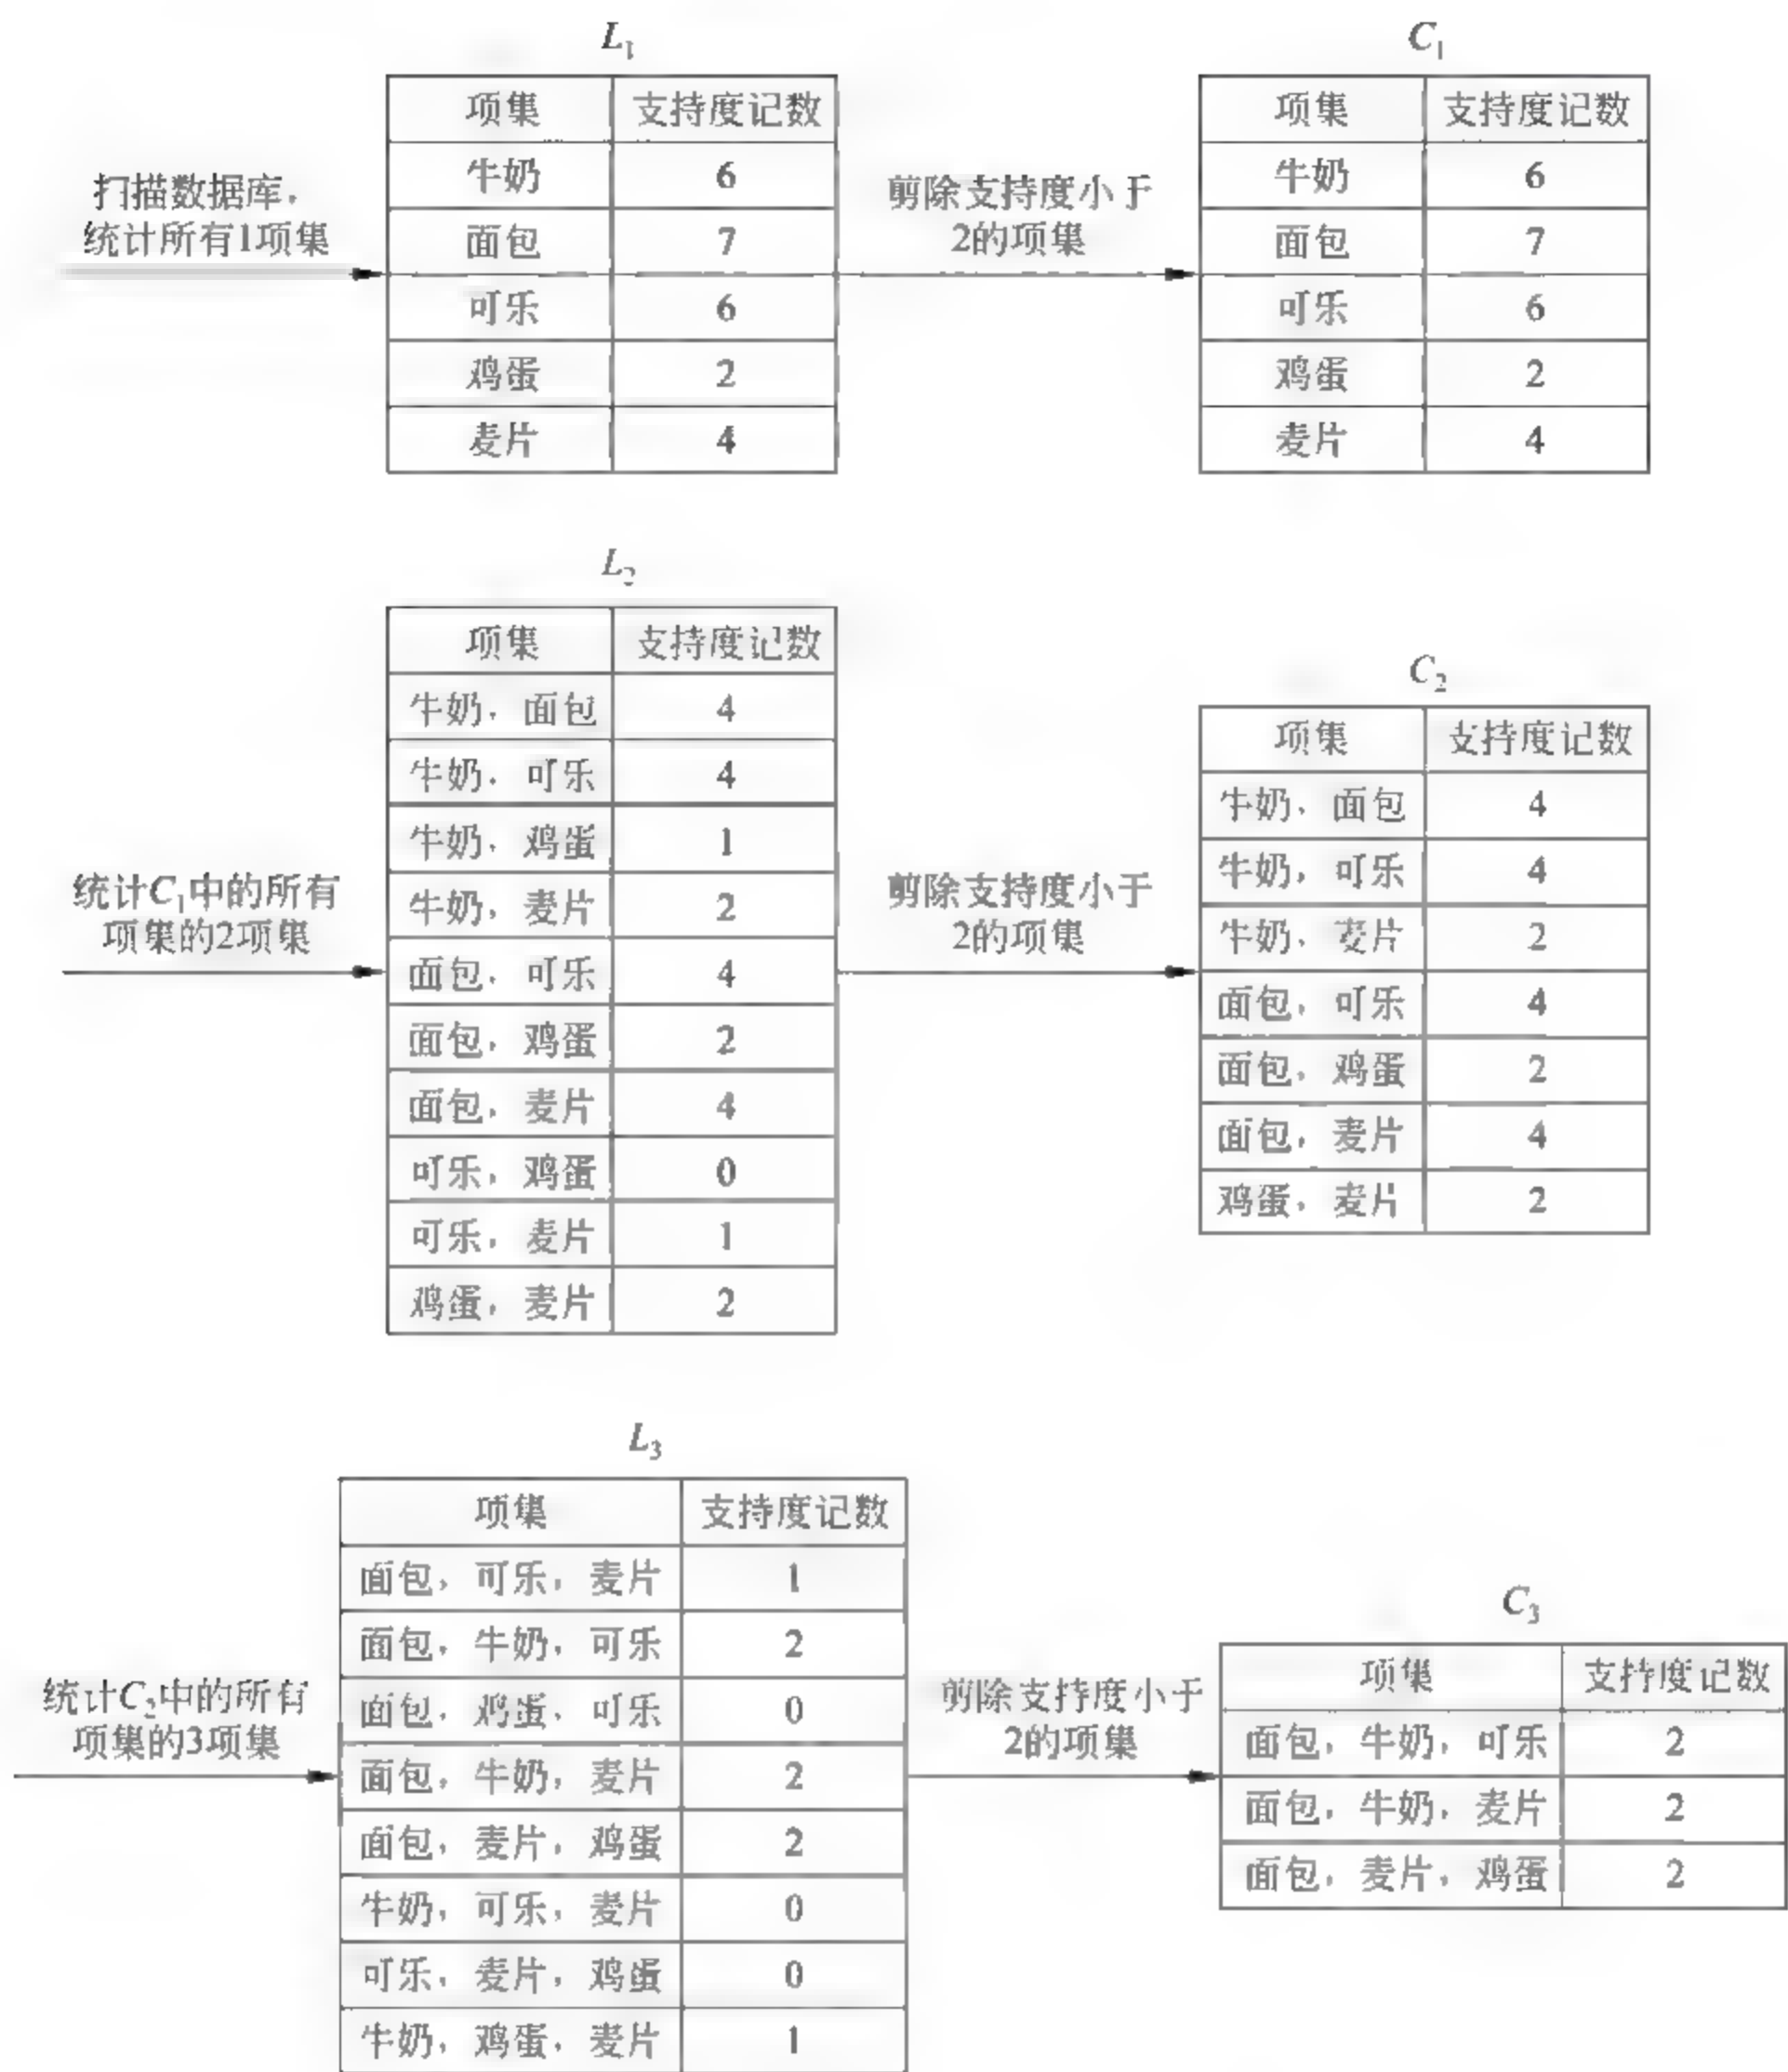 L₁
项集 支持度记数
牛奶 6
面包 7
可乐 6
鸡蛋 2
麦片 4
扫描数据库，
统计所有1项集
剪除支持度小于
2的项集
C₁
项集 支持度记数
牛奶 6
面包 7
可乐 6
鸡蛋 2
麦片 4
L₂
项集 支持度记数
牛奶，面包 4
牛奶，可乐 4
牛奶，鸡蛋 1
牛奶，麦片 2
面包，可乐 4
面包，鸡蛋 2
面包，麦片 4
可乐，鸡蛋 0
可乐，麦片 1
鸡蛋，麦片 2
统计C₁中的所有
项集的2项集
剪除支持度小于
2的项集
C₂
项集 支持度记数
牛奶，面包 4
牛奶，可乐 4
牛奶，麦片 2
面包，可乐 4
面包，鸡蛋 2
面包，麦片 4
鸡蛋，麦片 2
L₃
项集 支持度记数
面包，可乐，麦片 1
面包，牛奶，可乐 2
面包，鸡蛋，可乐 0
面包，牛奶，麦片 2
面包，麦片，鸡蛋 2
牛奶，可乐，麦片 0
可乐，麦片，鸡蛋 0
牛奶，鸡蛋，麦片 1
统计C₂中的所有
项集的3项集
剪除支持度小于
2的项集
C₃
项集 支持度记数
面包，牛奶，可乐 2
面包，牛奶，麦片 2
面包，麦片，鸡蛋 2